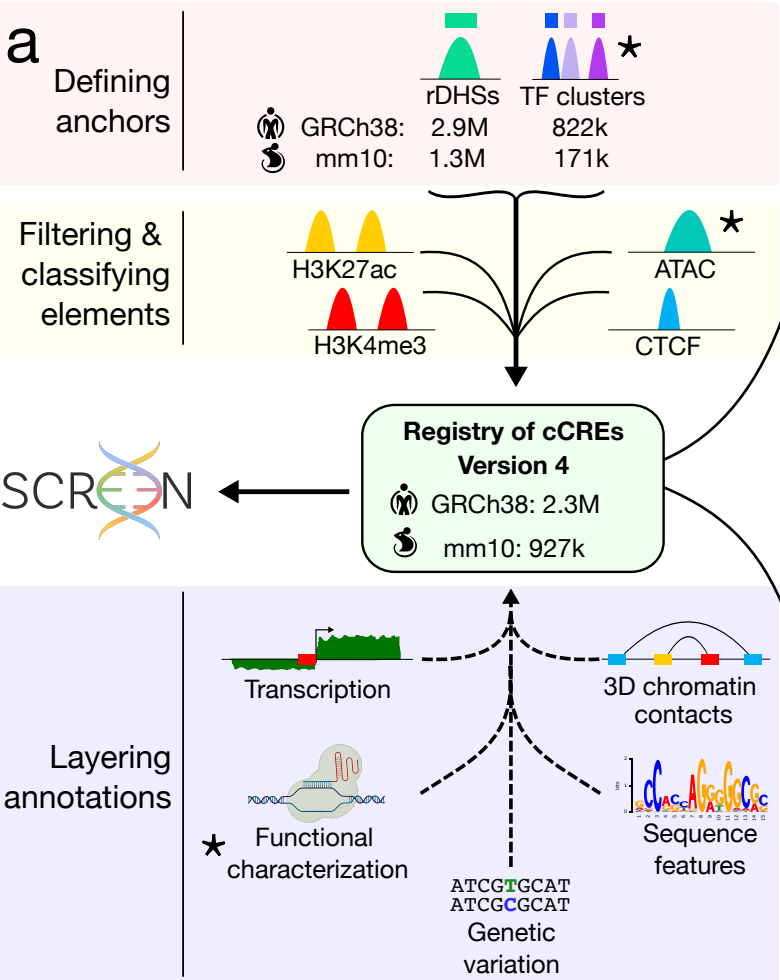 a
Defining
anchors
rDHSs TF clusters
GRCh38: 2.9M 822k
mm10: 1.3M 171k
Filtering &
classifying
elements
H3K27ac
ATAC
H3K4me3
CTCF
Registry of cCREs
Version 4
GRCh38: 2.3M
mm10: 927k
SCREEN
Layering
annotations
Transcription
3D chromatin
contacts
Functional
characterization
Sequence
features
ATCGTGCAT
ATCGCGCAT
Genetic
variation